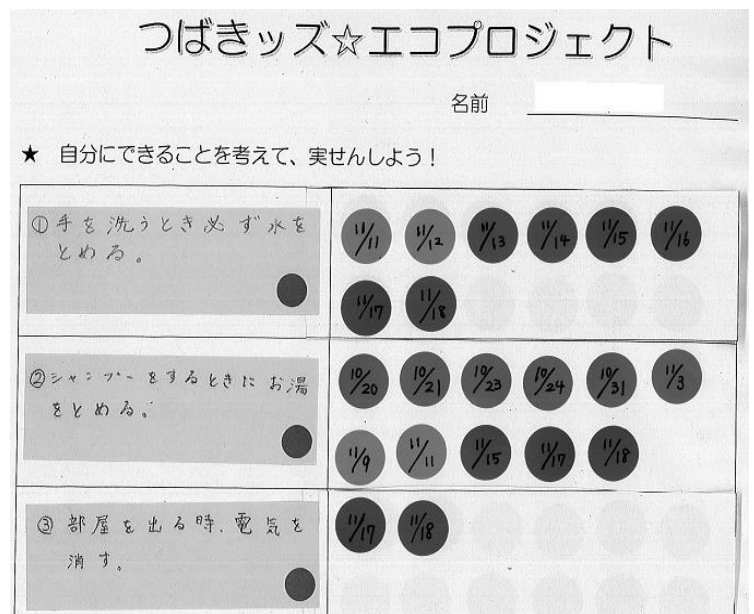 つばきッズ☆エコプロジェクト
名前
★ 自分にできることを考えて、実せんしよう！
①手を洗うとき必ず水を
とめる。
11/11 11/12 11/13 11/14 11/15 11/16
11/17 11/18
②シャンプーをするときにお湯
をとめる。
10/20 10/21 10/23 10/24 10/31 11/3
11/9 11/11 11/15 11/17 11/18
③部屋を出る時、電気を
消す。
11/17 11/18